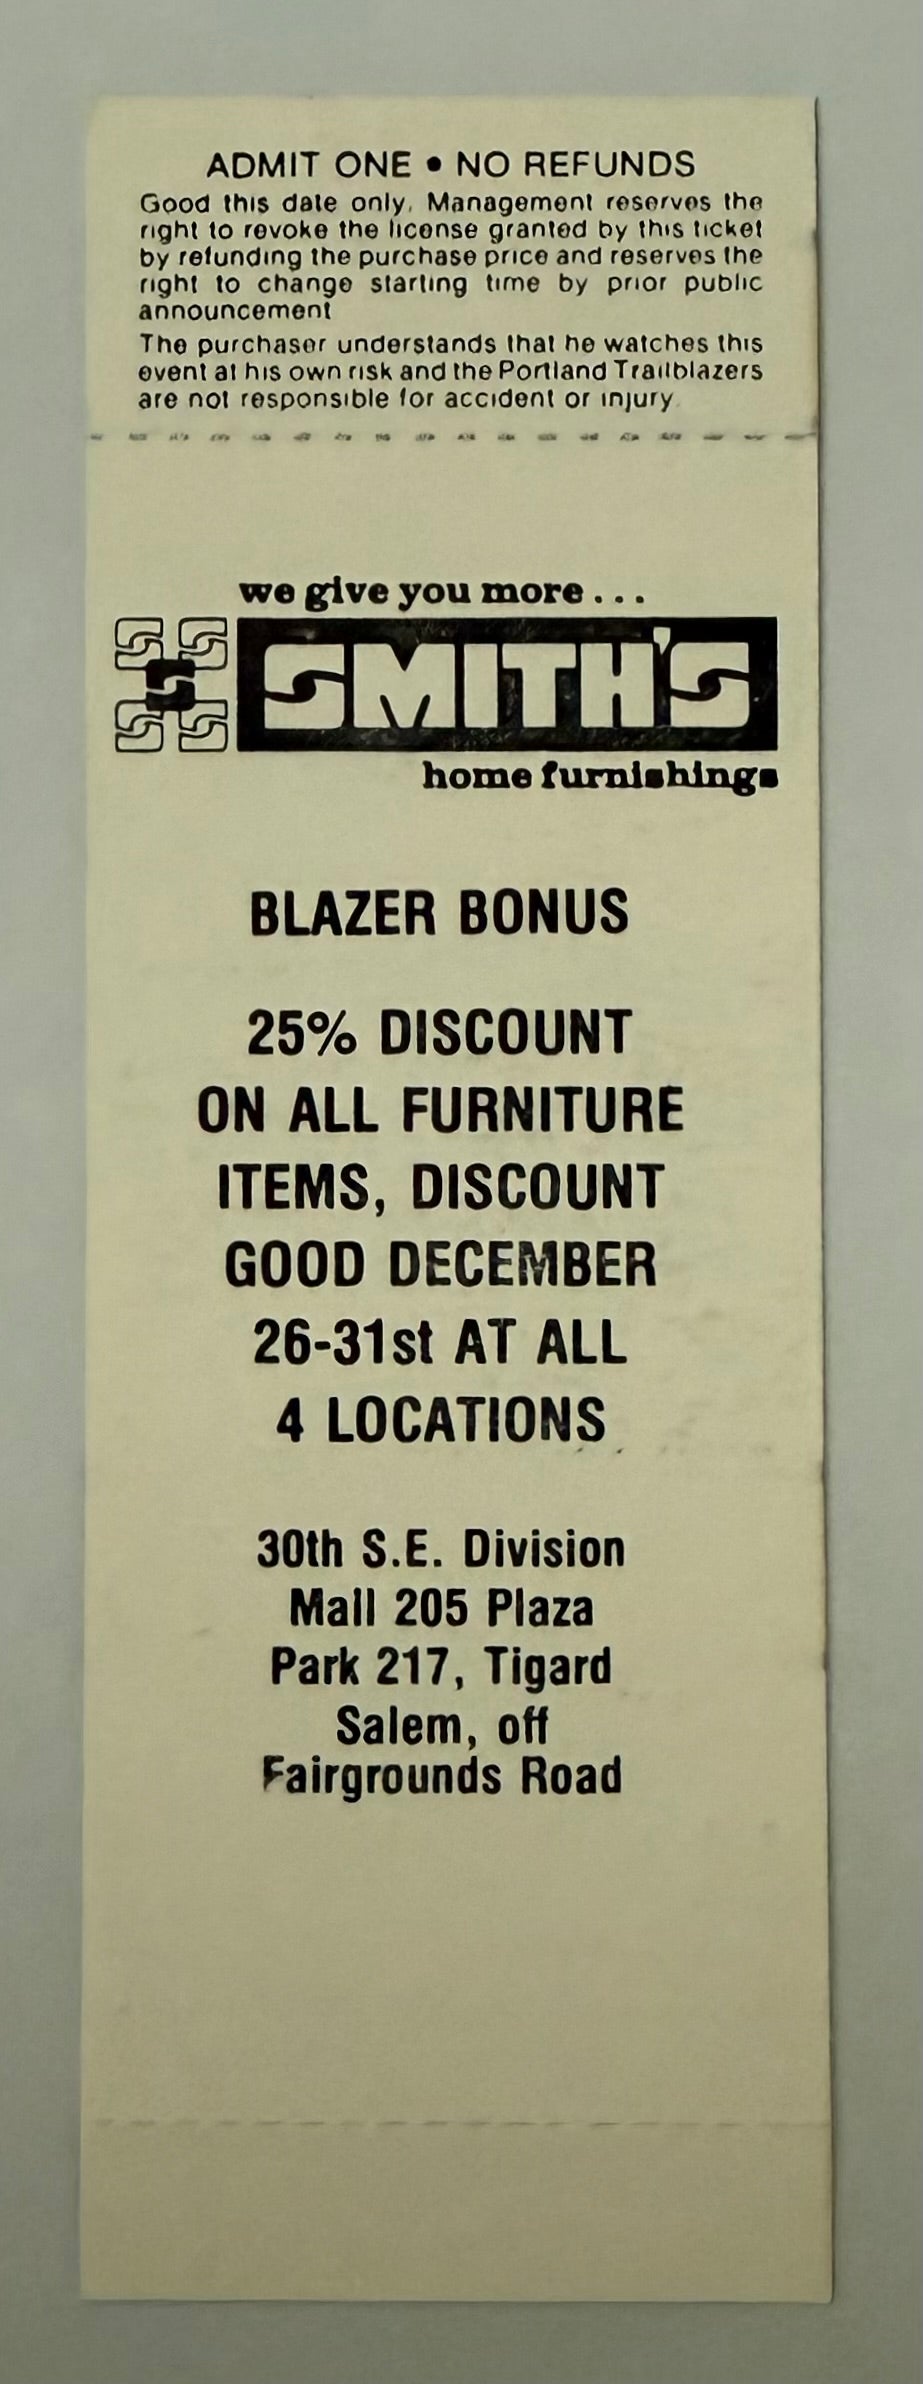 ADMIT ONE • NO REFUNDS
Good this date only. Management reserves the
right to revoke the license granted by this ticket
by refunding the purchase price and reserves the
right to change starting time by prior public
announcement
The purchaser understands that he watches this
event at his own risk and the Portland Trailblazers
are not responsible for accident or injury.
we give you more...
SMITH'S
home furnishings
BLAZER BONUS
25% DISCOUNT
ON ALL FURNITURE
ITEMS, DISCOUNT
GOOD DECEMBER
26-31st AT ALL
4 LOCATIONS
30th S.E. Division
Mall 205 Plaza
Park 217, Tigard
Salem, off
Fairgrounds Road